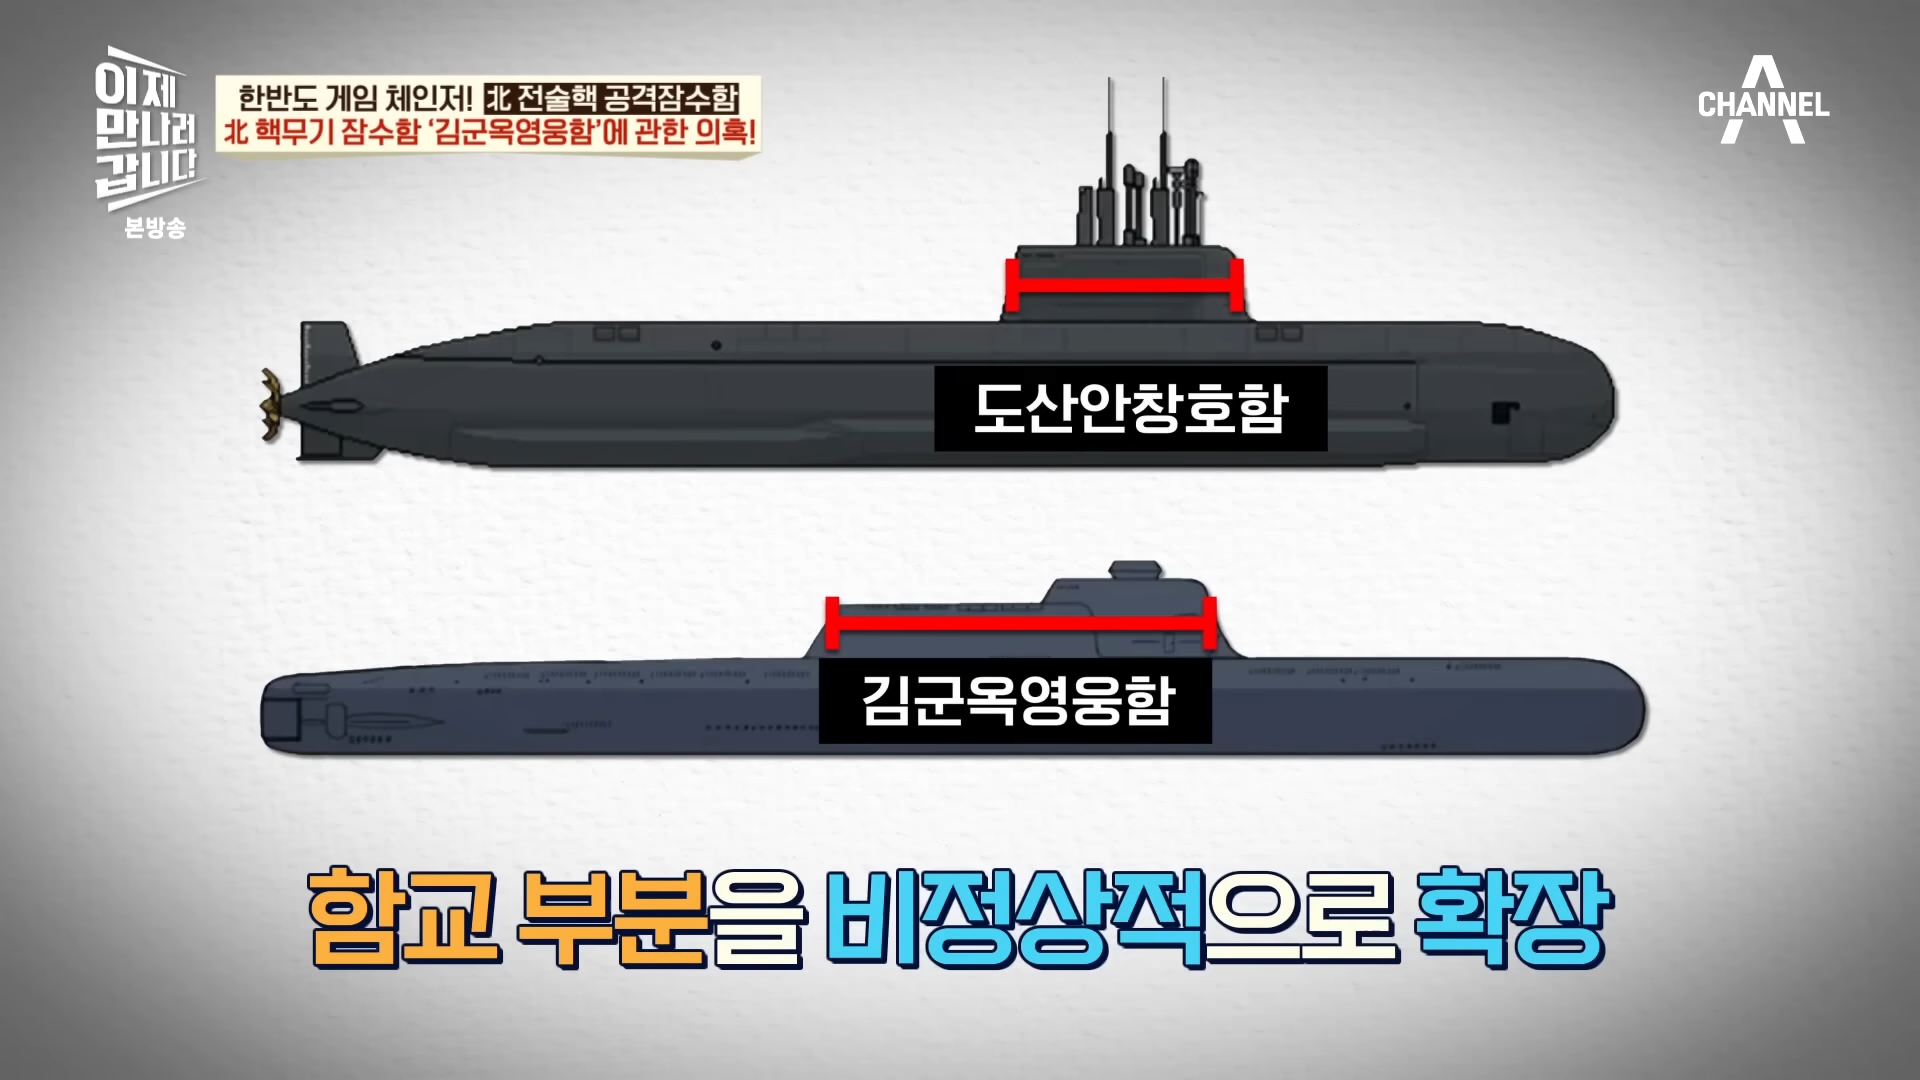 이제
만나러
갑니다!
본방송
한반도 게임 체인저! 北 전술핵 공격잠수함
北 핵무기 잠수함 ‘김군옥영웅함’에 관한 의혹!
CHANNEL A
도산안창호함
김군옥영웅함
함교 부분을 비정상적으로 확장